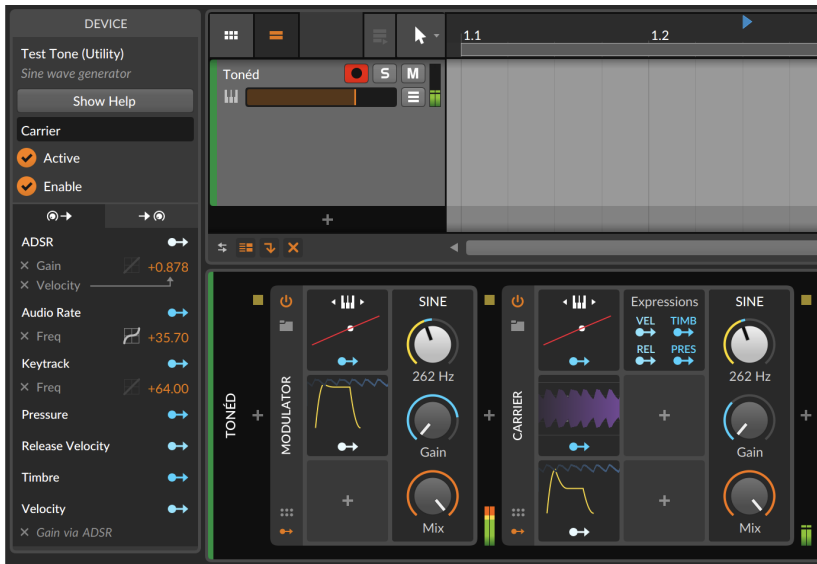 DEVICE
Test Tone (Utility)
Sine wave generator
Show Help
Carrier
Active
Enable
ADSR
Gain +0.878
Velocity
Audio Rate
Freq +35.70
Keytrack
Freq +64.00
Pressure
Release Velocity
Timbre
Velocity
Gain via ADSR
1.1 1.2
Tonéd S M
TONÉD
MODULATOR
SINE
262 Hz
Gain
Mix
CARRIER
Expressions
VEL TIMB
REL PRES
SINE
262 Hz
Gain
Mix